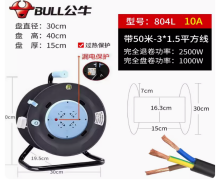 BULL公牛
盘直径：30cm
盘 高：40cm
盘 厚：15cm
过热保护
漏电保护
型号：804L 10A
带50米-3*1.5平方线
完全退卷功率：2500W
完全盘卷功率：1000W
7cm
16.3cm
15cm
30cm
19.5cm
30cm